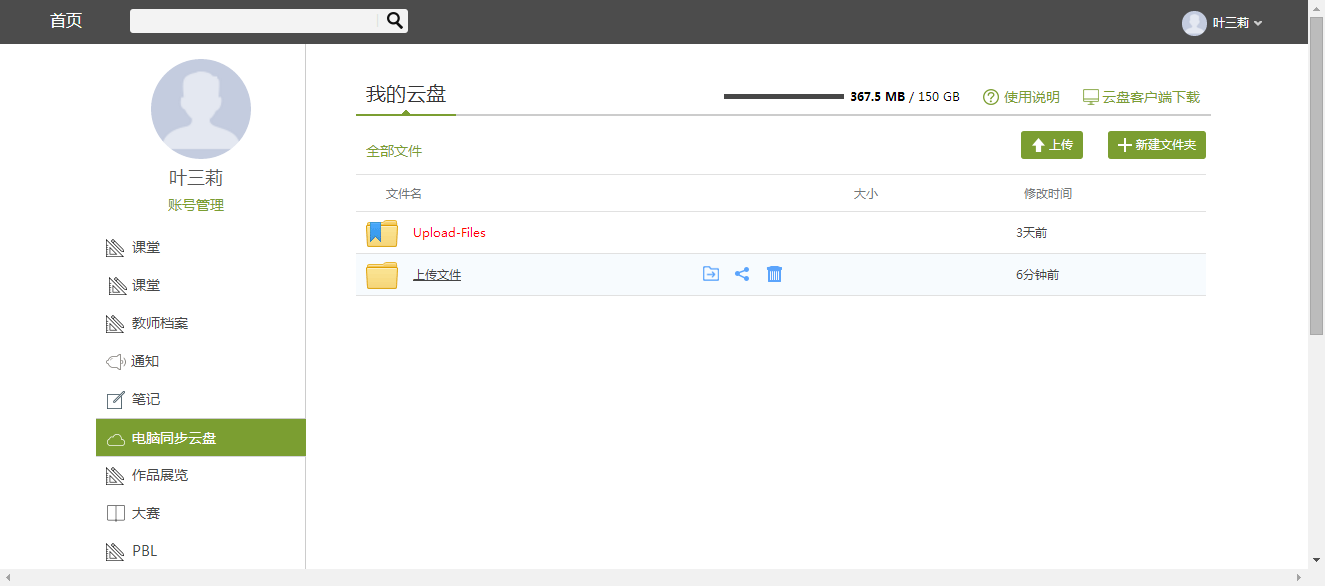 首页
叶三莉
叶三莉
账号管理
课堂
课堂
教师档案
通知
笔记
电脑同步云盘
作品展览
大赛
PBL
我的云盘
367.5 MB / 150 GB
使用说明
云盘客户端下载
全部文件
上传
新建文件夹
文件名 大小 修改时间
Upload-Files 3天前
上传文件 6分钟前